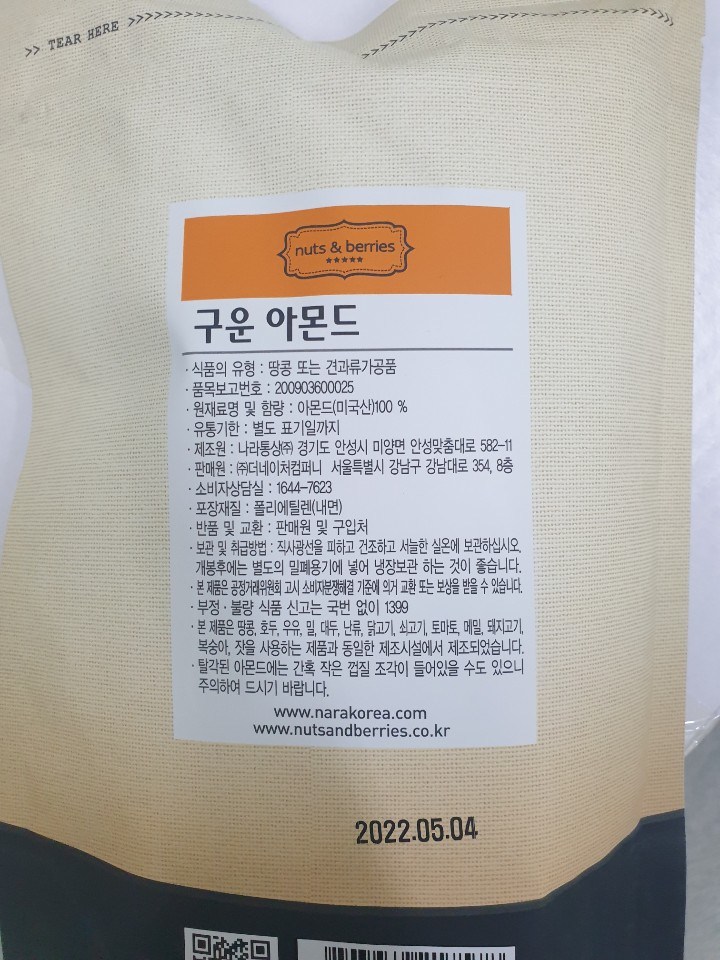 >> TEAR HERE >>>>>>>>>>>>>>>>>>>>
nuts & berries
★★★★★
구운 아몬드
· 식품의 유형 : 땅콩 또는 견과류가공품
· 품목보고번호 : 200903600025
· 원재료명 및 함량 : 아몬드(미국산)100 %
· 유통기한 : 별도 표기일까지
· 제조원 : 나라통상㈜ 경기도 안성시 미양면 안성맞춤대로 582-11
· 판매원 : ㈜더네이처컴퍼니 서울특별시 강남구 강남대로 354, 8층
· 소비자상담실 : 1644-7623
· 포장재질 : 폴리에틸렌(내면)
· 반품 및 교환 : 판매원 및 구입처
· 보관 및 취급방법 : 직사광선을 피하고 건조하고 서늘한 실온에 보관하십시오.
개봉후에는 별도의 밀폐용기에 넣어 냉장보관 하는 것이 좋습니다.
· 본 제품은 공정거래위원회 고시 소비자분쟁해결 기준에 의거 교환 또는 보상을 받을 수 있습니다.
· 부정 · 불량 식품 신고는 국번 없이 1399
· 본 제품은 땅콩, 호두, 우유, 밀, 대두, 난류, 닭고기, 쇠고기, 토마토, 메밀, 돼지고기,
복숭아, 잣을 사용하는 제품과 동일한 제조시설에서 제조되었습니다.
· 탈각된 아몬드에는 간혹 작은 껍질 조각이 들어있을 수도 있으니
주의하여 드시기 바랍니다.
www.narakorea.com
www.nutsandberries.co.kr
2022.05.04